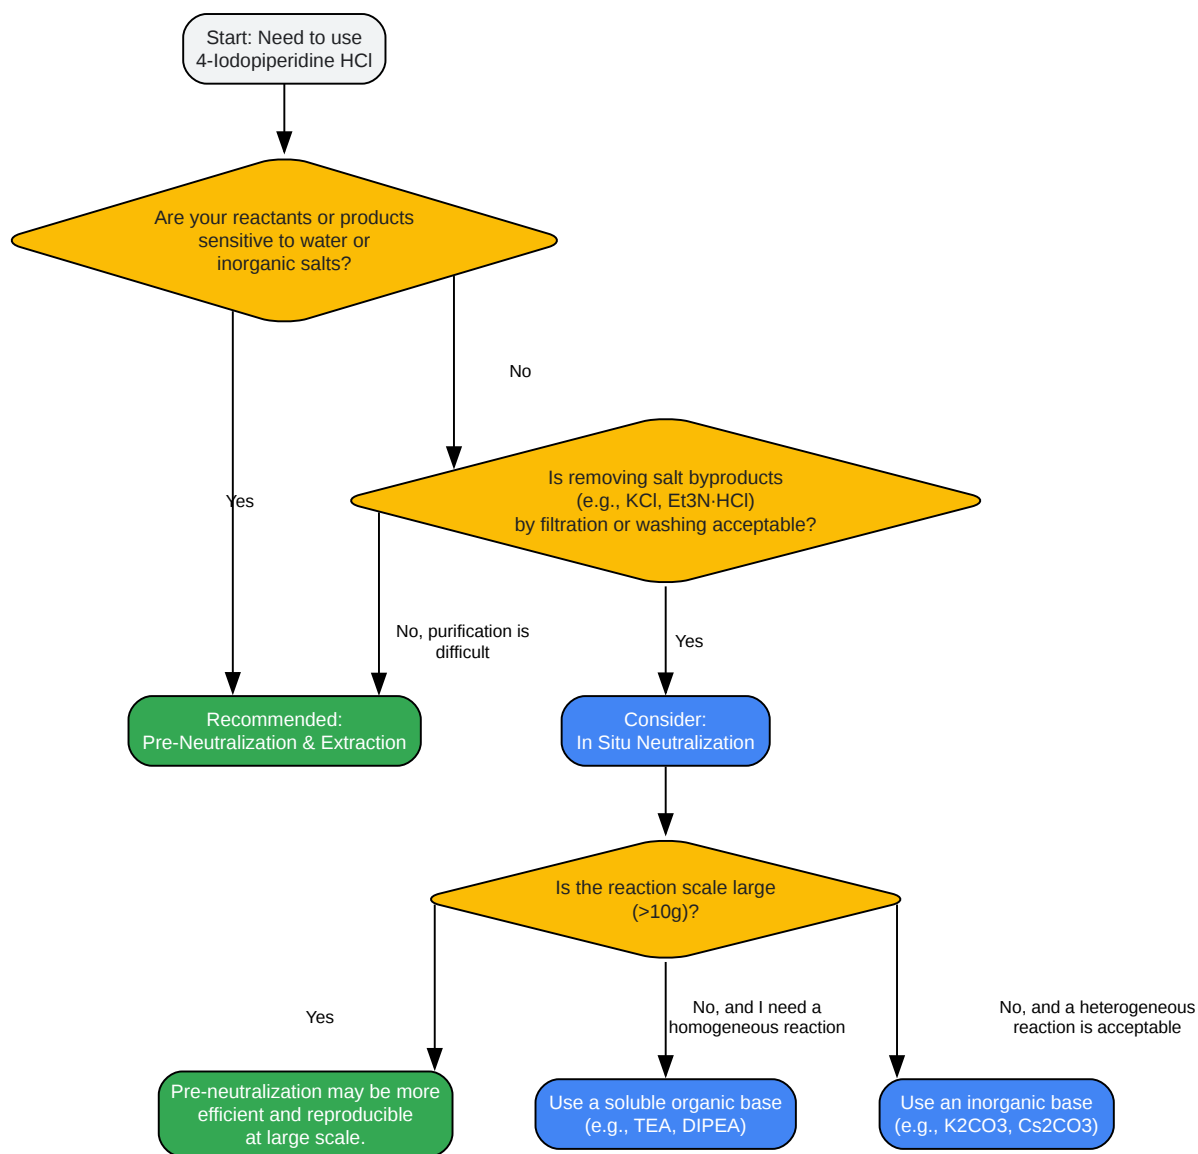 Start: Need to use
4-Iodopiperidine HCl
Are your reactants or products
sensitive to water or
inorganic salts?
No
Is removing salt byproducts
(e.g., KCl, Et3N·HCl)
by filtration or washing acceptable?
Yes
No, purification is
difficult
Yes
Recommended:
Pre-Neutralization & Extraction
Consider:
In Situ Neutralization
Is the reaction scale large
(>10g)?
Yes
No, and I need a
homogeneous reaction
No, and a heterogeneous
reaction is acceptable
Pre-neutralization may be more
efficient and reproducible
at large scale.
Use a soluble organic base
(e.g., TEA, DIPEA)
Use an inorganic base
(e.g., K2CO3, Cs2CO3)